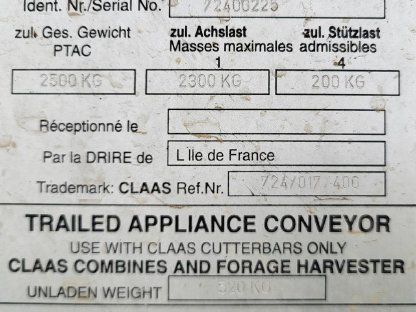 Ident. Nr./Serial No. 72400225
zul. Ges. Gewicht zul. Achslast zul. Stützlast
PTAC Masses maximales admissibles
1 4
2500 KG 2300 KG 200 KG
Réceptionné le
Par la DRIRE de L'Ile de France
Trademark: CLAAS Ref.Nr. 724/017/400
TRAILED APPLIANCE CONVEYOR
USE WITH CLAAS CUTTERBARS ONLY
CLAAS COMBINES AND FORAGE HARVESTER
UNLADEN WEIGHT 520 KG